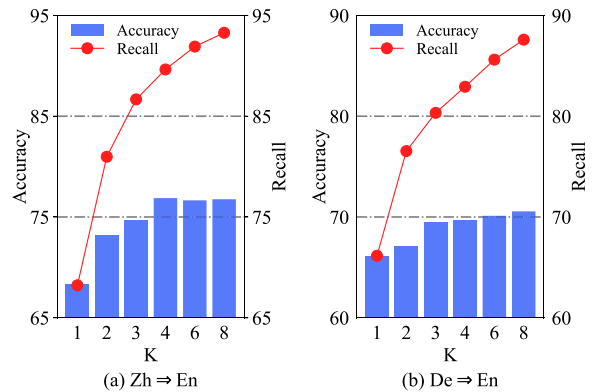 95
85
75
65
Accuracy
Accuracy
Recall
95
85
75
65
Recall
1 2 3 4 6 8
K
(a) Zh ⇒ En
90
80
70
60
Accuracy
Accuracy
Recall
90
80
70
60
Recall
1 2 3 4 6 8
K
(b) De ⇒ En